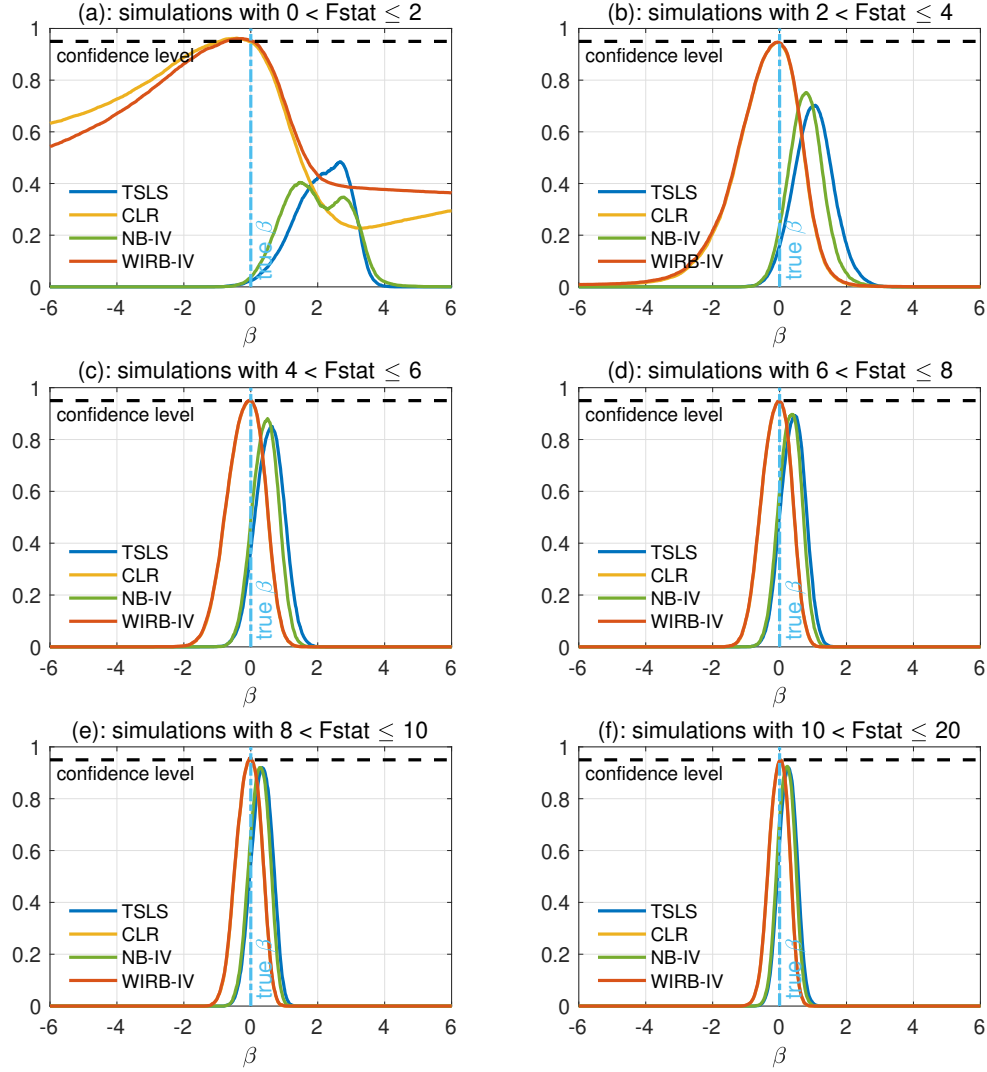 (a): simulations with 0 < Fstat ≤ 2
1
confidence level
0.8
0.6
0.4
TSLS
CLR
0.2
NB-IV
WIRB-IV
true β
0
-6 -4 -2 0 2 4 6
β
(b): simulations with 2 < Fstat ≤ 4
1
confidence level
0.8
0.6
0.4
TSLS
CLR
0.2
NB-IV
WIRB-IV
true β
0
-6 -4 -2 0 2 4 6
β
(c): simulations with 4 < Fstat ≤ 6
1
confidence level
0.8
0.6
0.4
TSLS
CLR
0.2
NB-IV
WIRB-IV
true β
0
-6 -4 -2 0 2 4 6
β
(d): simulations with 6 < Fstat ≤ 8
1
confidence level
0.8
0.6
0.4
TSLS
CLR
0.2
NB-IV
WIRB-IV
true β
0
-6 -4 -2 0 2 4 6
β
(e): simulations with 8 < Fstat ≤ 10
1
confidence level
0.8
0.6
0.4
TSLS
CLR
0.2
NB-IV
WIRB-IV
true β
0
-6 -4 -2 0 2 4 6
β
(f): simulations with 10 < Fstat ≤ 20
1
confidence level
0.8
0.6
0.4
TSLS
CLR
0.2
NB-IV
WIRB-IV
true β
0
-6 -4 -2 0 2 4 6
β